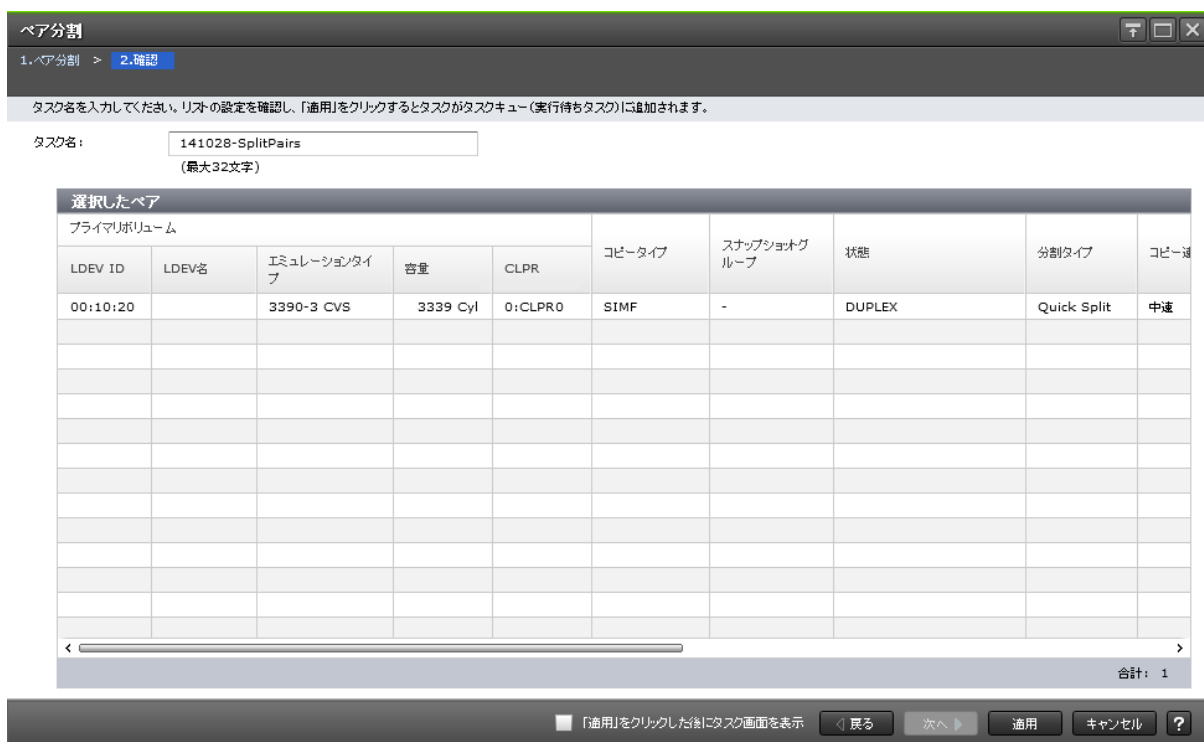 ペア分割
1.ペア分割 > 2.確認
タスク名を入力してください。リストの設定を確認し、「適用」をクリックするとタスクがタスクキュー(実行待ちタスク)に追加されます。
タスク名: 141028-SplitPairs
(最大32文字)
選択したペア
プライマリボリューム
コピータイプ
スナップショットグ
ループ
状態
分割タイプ
コピー速
LDEV ID
LDEV名
エミュレーションタイ
プ
容量
CLPR
00:10:20 3390-3 CVS 3339 Cyl 0:CLPR0 SIMF - DUPLEX Quick Split 中速
合計: 1
「適用」をクリックした後にタスク画面を表示 戻る 次へ 適用 キャンセル ?